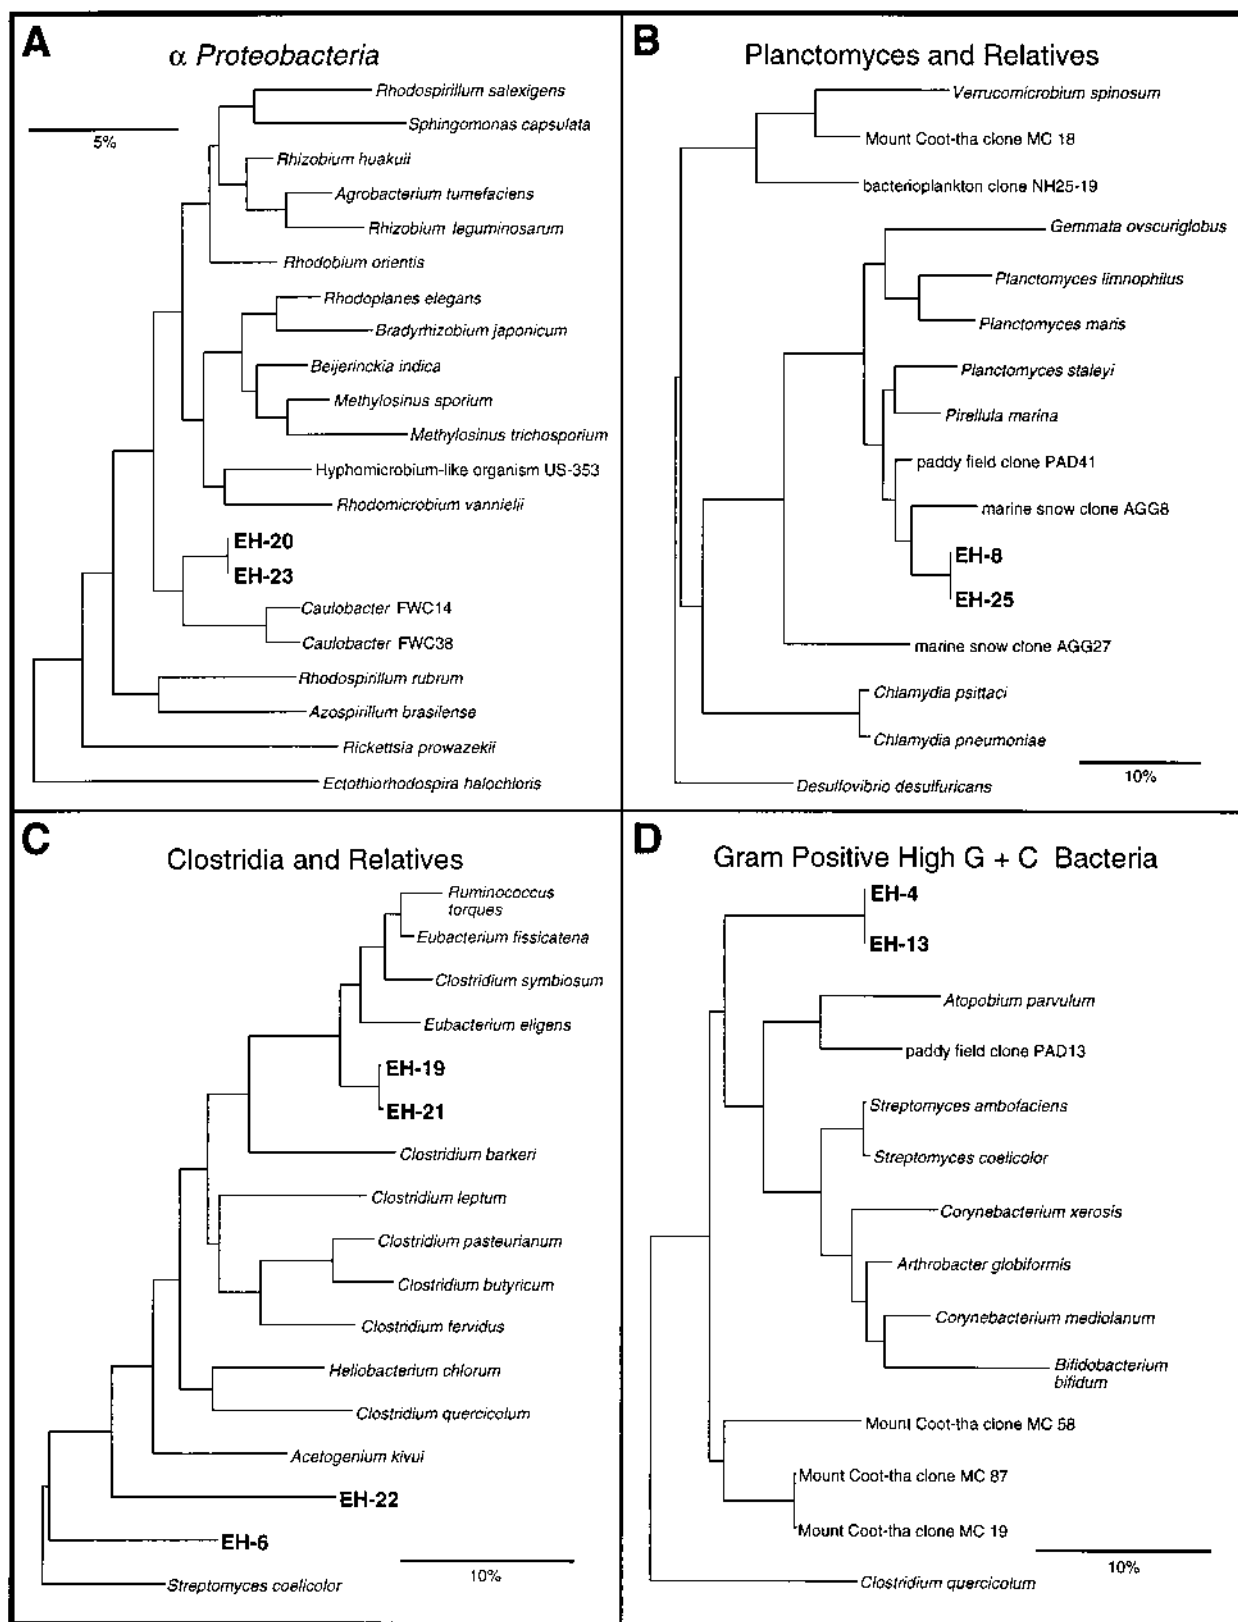 A
α Proteobacteria
Rhodospirillum salexigens
Sphingomonas capsulata
5%
Rhizobium huakuii
Agrobacterium tumefaciens
Rhizobium leguminosarum
Rhodobium orientis
Rhodoplanes elegans
Bradyrhizobium japonicum
Beijerinckia indica
Methylosinus sporium
Methylosinus trichosporium
Hyphomicrobium-like organism US-353
Rhodomicrobium vannielii
EH-20
EH-23
Caulobacter FWC14
Caulobacter FWC38
Rhodospirillum rubrum
Azospirillum brasilense
Rickettsia prowazekii
Ectothiorhodospira halochloris
B
Planctomyces and Relatives
Verrucomicrobium spinosum
Mount Coot-tha clone MC 18
bacterioplankton clone NH25-19
Gemmata ovscuriglobus
Planctomyces limnophilus
Planctomyces maris
Planctomyces staleyi
Pirellula marina
paddy field clone PAD41
marine snow clone AGG8
EH-8
EH-25
marine snow clone AGG27
Chlamydia psittaci
Chlamydia pneumoniae
10%
Desulfovibrio desulfuricans
C
Clostridia and Relatives
Ruminococcus
torques
Eubacterium fissicatena
Clostridium symbiosum
Eubacterium eligens
EH-19
EH-21
Clostridium barkeri
Clostridium leptum
Clostridium pasteurianum
Clostridium butyricum
Clostridium fervidus
Heliobacterium chlorum
Clostridium quercicolum
Acetogenium kivui
EH-22
EH-6
10%
Streptomyces coelicolor
D
Gram Positive High G + C Bacteria
EH-4
EH-13
Atopobium parvulum
paddy field clone PAD13
Streptomyces ambofaciens
Streptomyces coelicolor
Corynebacterium xerosis
Arthrobacter globiformis
Corynebacterium mediolanum
Bifidobacterium
bifidum
Mount Coot-tha clone MC 58
Mount Coot-tha clone MC 87
Mount Coot-tha clone MC 19
10%
Clostridium quercicolum